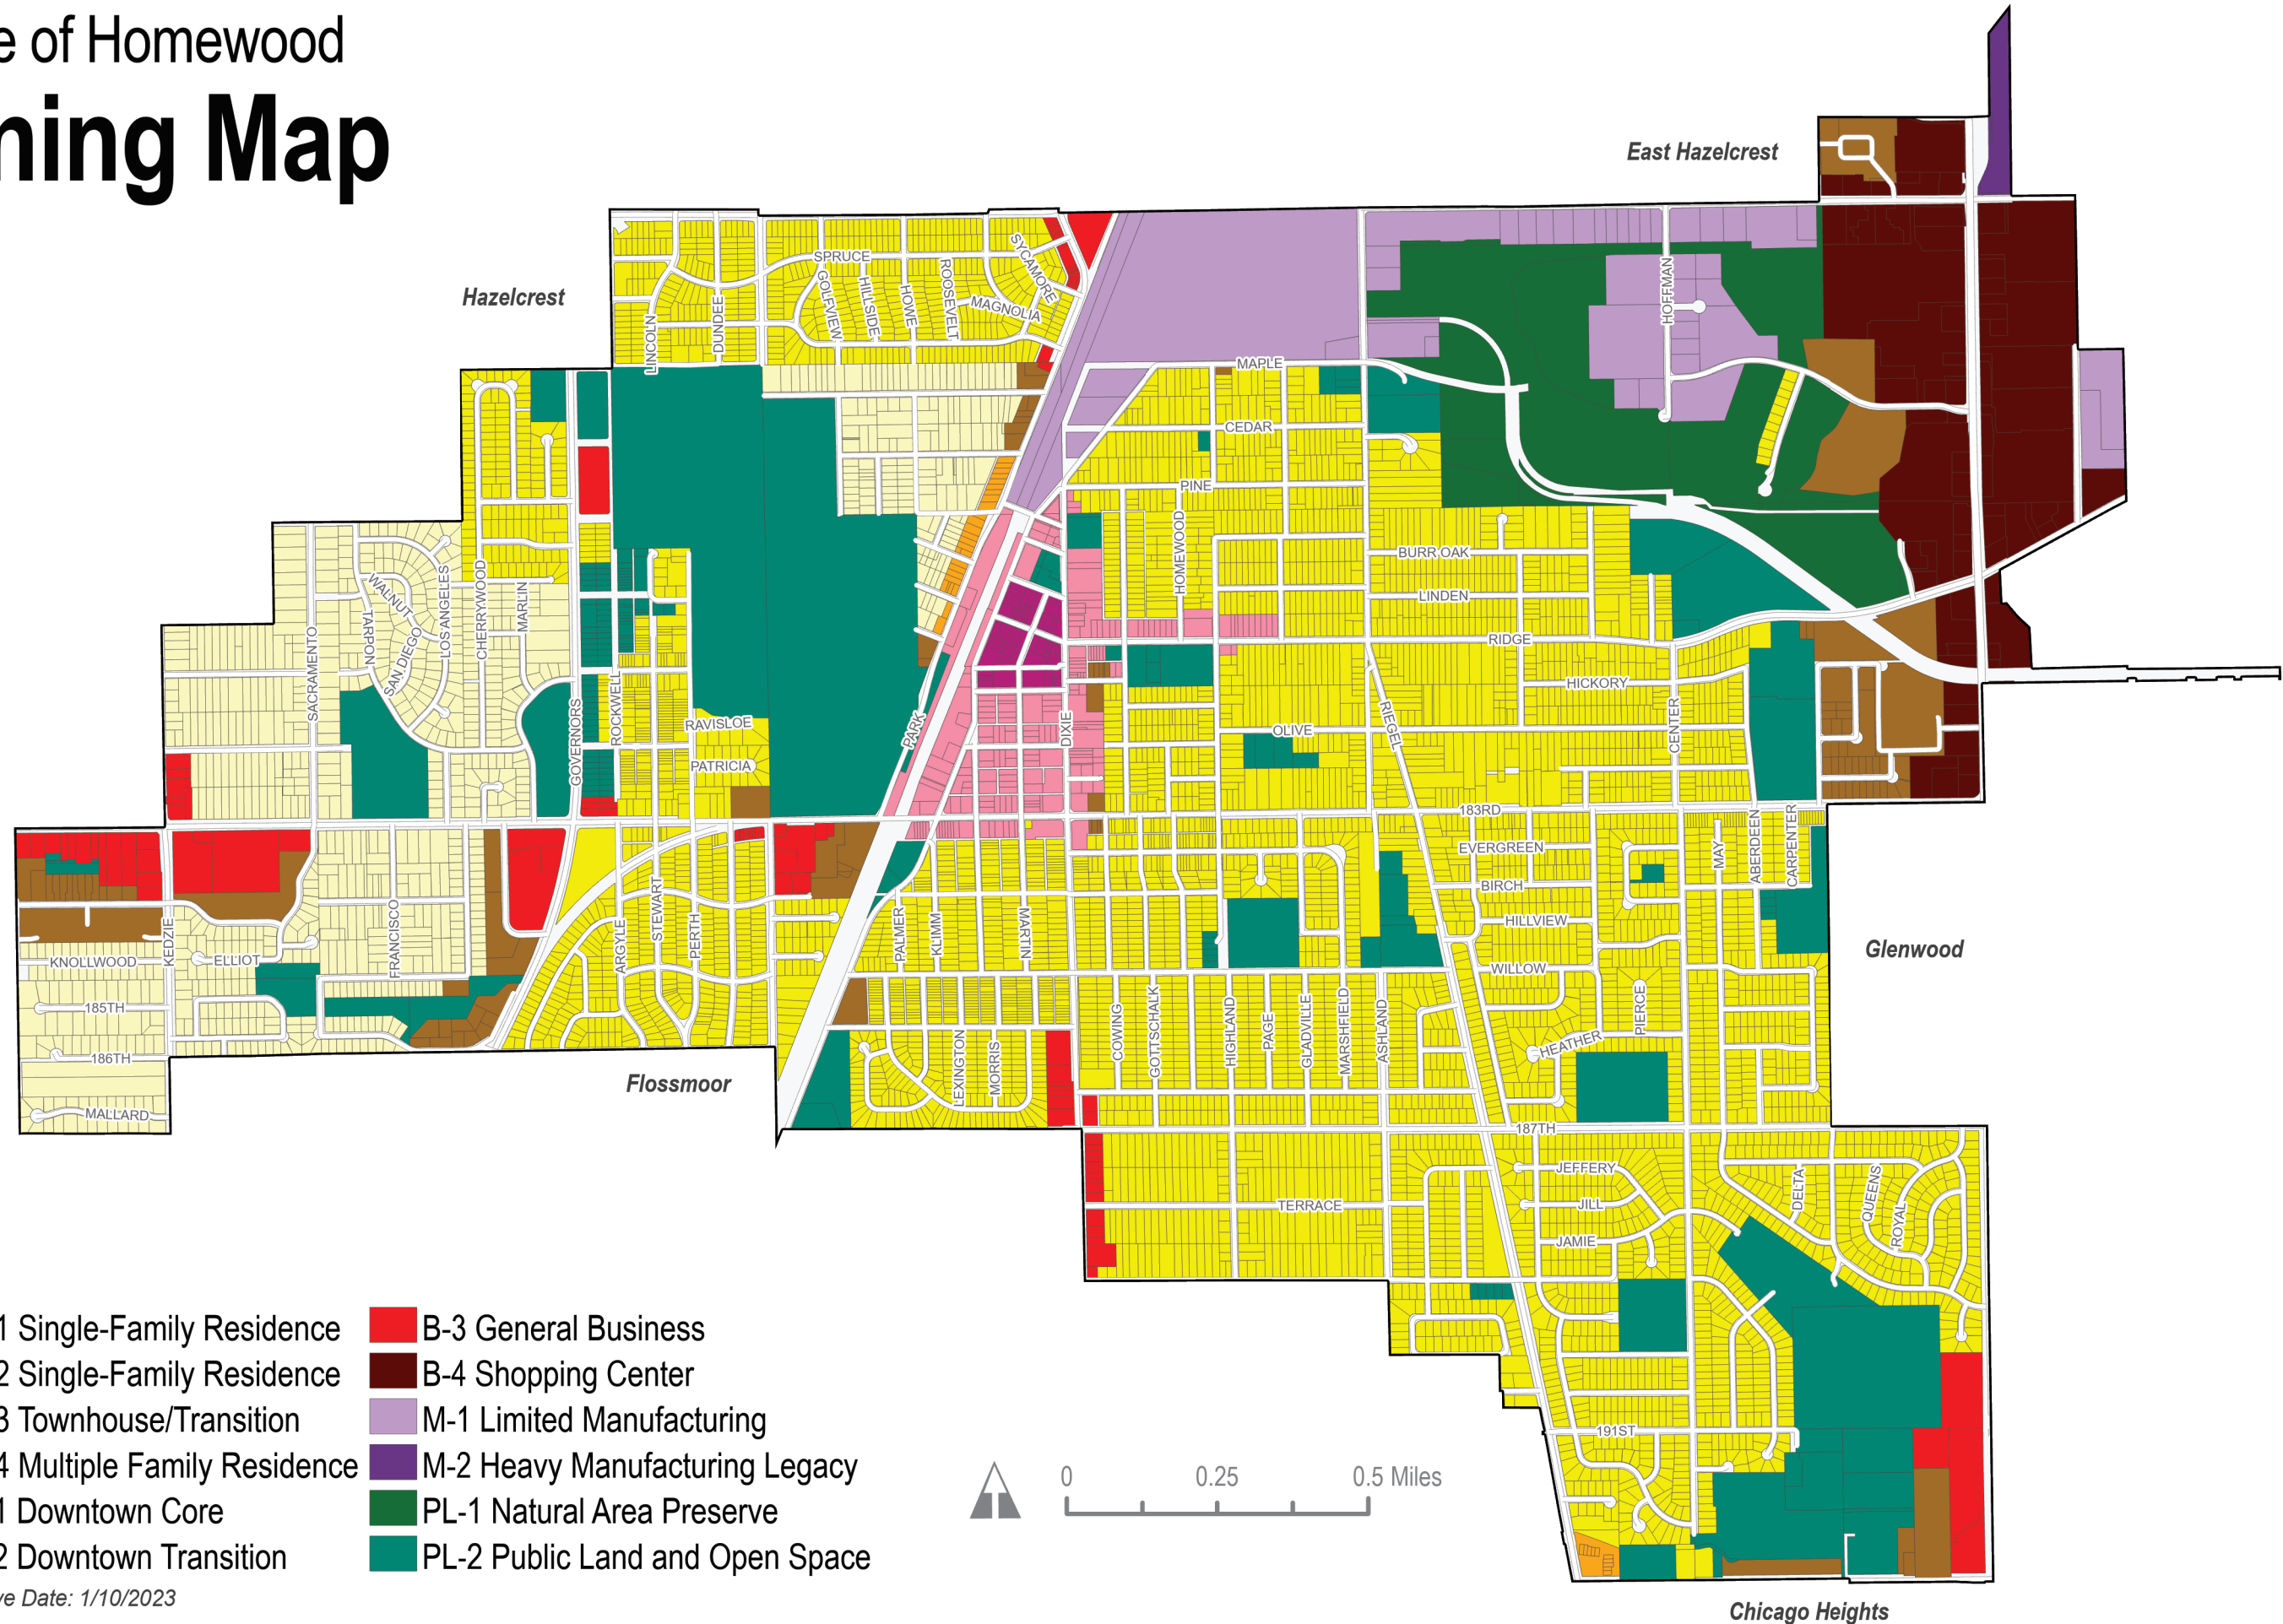 e of Homewood
ning Map
East Hazelcrest
Hazelcrest
SPRUCE
SYCAMORE
GOLFVIEW
HILLSIDE
HOWE
ROOSEVELT
MAGNOLIA
LINCOLN
DUNDEE
HOFFMAN
MAPLE
CEDAR
PINE
HOMEWOOD
BURR OAK
LINDEN
RIDGE
HICKORY
WALNUT
TARPON
SAN DIEGO
LOS ANGELES
CHERRYWOOD
MARLIN
SACRAMENTO
GOVERNORS
ROCKWELL
RAVISLOE
PATRICIA
PARK
DIXIE
OLIVE
RIEGEL
CENTER
183RD
EVERGREEN
BIRCH
HILLVIEW
WILLOW
MAY
ABERDEEN
CARPENTER
KEDZIE
KNOLLWOOD
ELLIOT
FRANCISCO
185TH
186TH
MALLARD
ARGYLE
STEWART
PERTH
PALMER
KLIMM
MARTIN
Glenwood
Flossmoor
LEXINGTON
MORRIS
COWING
GOTTSCHALK
HIGHLAND
PAGE
GLADVILLE
MARSHFIELD
ASHLAND
HEATHER
PIERCE
187TH
JEFFERY
JILL
JAMIE
TERRACE
DELTA
QUEENS
ROYAL
191ST
1 Single-Family Residence
2 Single-Family Residence
3 Townhouse/Transition
4 Multiple Family Residence
1 Downtown Core
2 Downtown Transition
B-3 General Business
B-4 Shopping Center
M-1 Limited Manufacturing
M-2 Heavy Manufacturing Legacy
PL-1 Natural Area Preserve
PL-2 Public Land and Open Space
ve Date: 1/10/2023
0 0.25 0.5 Miles
Chicago Heights